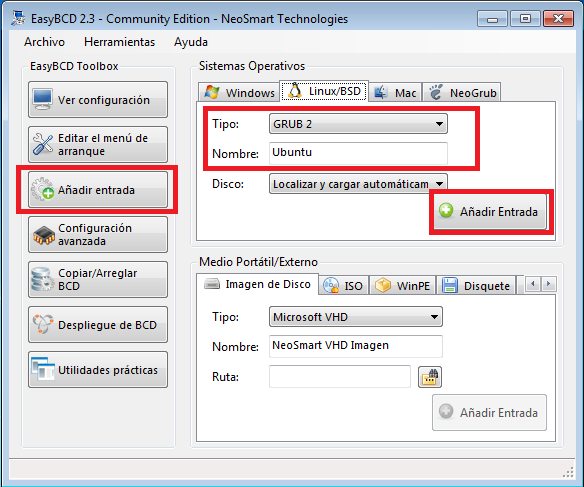 EasyBCD 2.3 - Community Edition - NeoSmart Technologies
Archivo Herramientas Ayuda
EasyBCD Toolbox
Ver configuración
Editar el menú de
arranque
Añadir entrada
Configuración
avanzada
Copiar/Arreglar
BCD
Despliegue de BCD
Utilidades prácticas
Sistemas Operativos
Windows Linux/BSD Mac NeoGrub
Tipo: GRUB 2
Nombre: Ubuntu
Disco: Localizar y cargar automáticam
Añadir Entrada
Medio Portátil/Externo
Imagen de Disco ISO WinPE Disquete
Tipo: Microsoft VHD
Nombre: NeoSmart VHD Imagen
Ruta:
Añadir Entrada